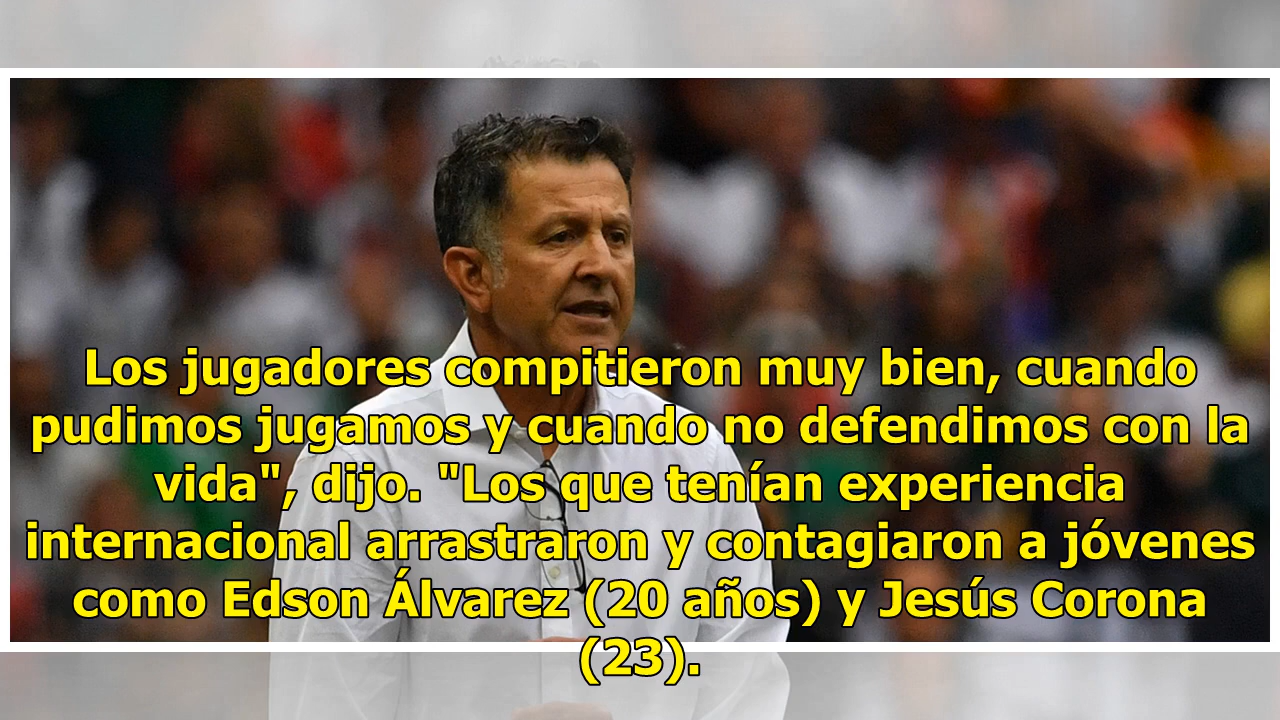 Los jugadores compitieron muy bien, cuando
pudimos jugamos y cuando no defendimos con la
vida", dijo. "Los que tenían experiencia
internacional arrastraron y contagiaron a jóvenes
como Edson Álvarez (20 años) y Jesús Corona
(23).